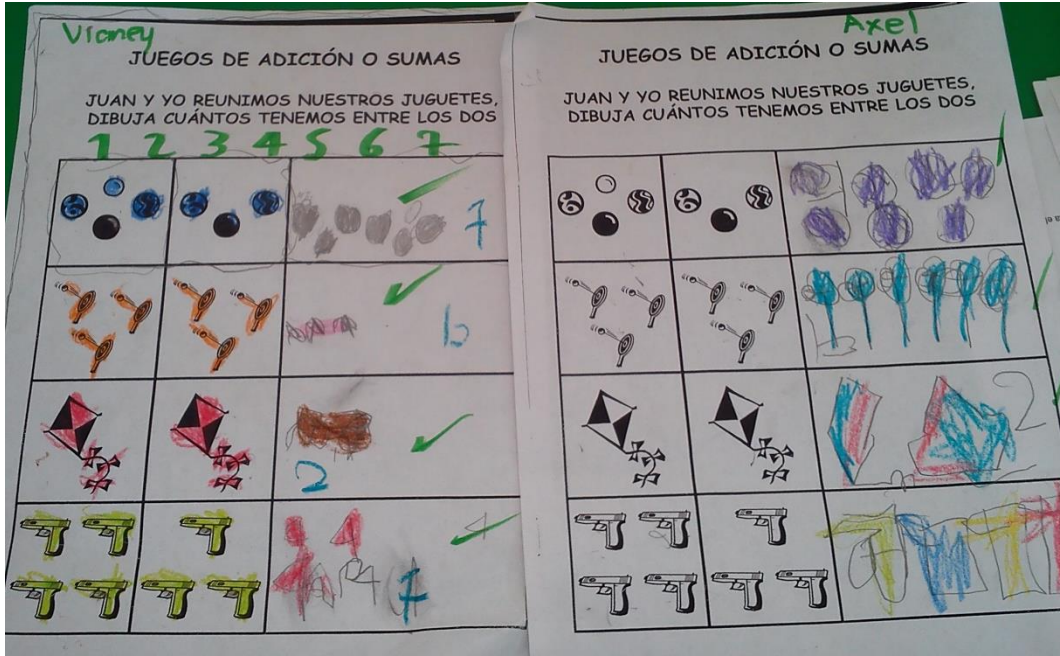 Vianey
JUEGOS DE ADICIÓN O SUMAS
JUAN Y YO REUNIMOS NUESTROS JUGUETES,
DIBUJA CUÁNTOS TENEMOS ENTRE LOS DOS
1 2 3 4 5 6 7
7
6
2
4
7
Axel
JUEGOS DE ADICIÓN O SUMAS
JUAN Y YO REUNIMOS NUESTROS JUGUETES,
DIBUJA CUÁNTOS TENEMOS ENTRE LOS DOS
2